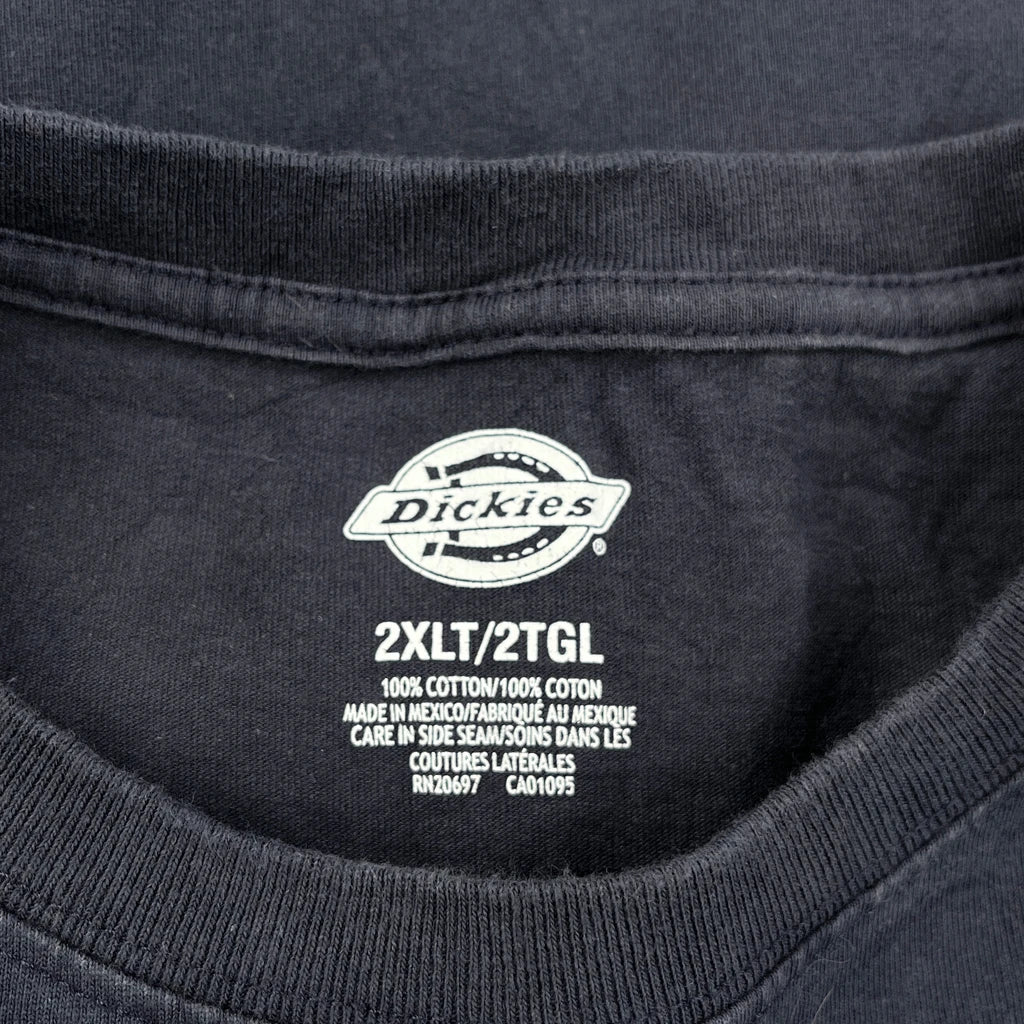 Dickies
®
2XLT/2TGL
100% COTTON/100% COTON
MADE IN MEXICO/FABRIQUÉ AU MEXIQUE
CARE IN SIDE SEAM/SOINS DANS LES
COUTURES LATÉRALES
RN20697 CA01095